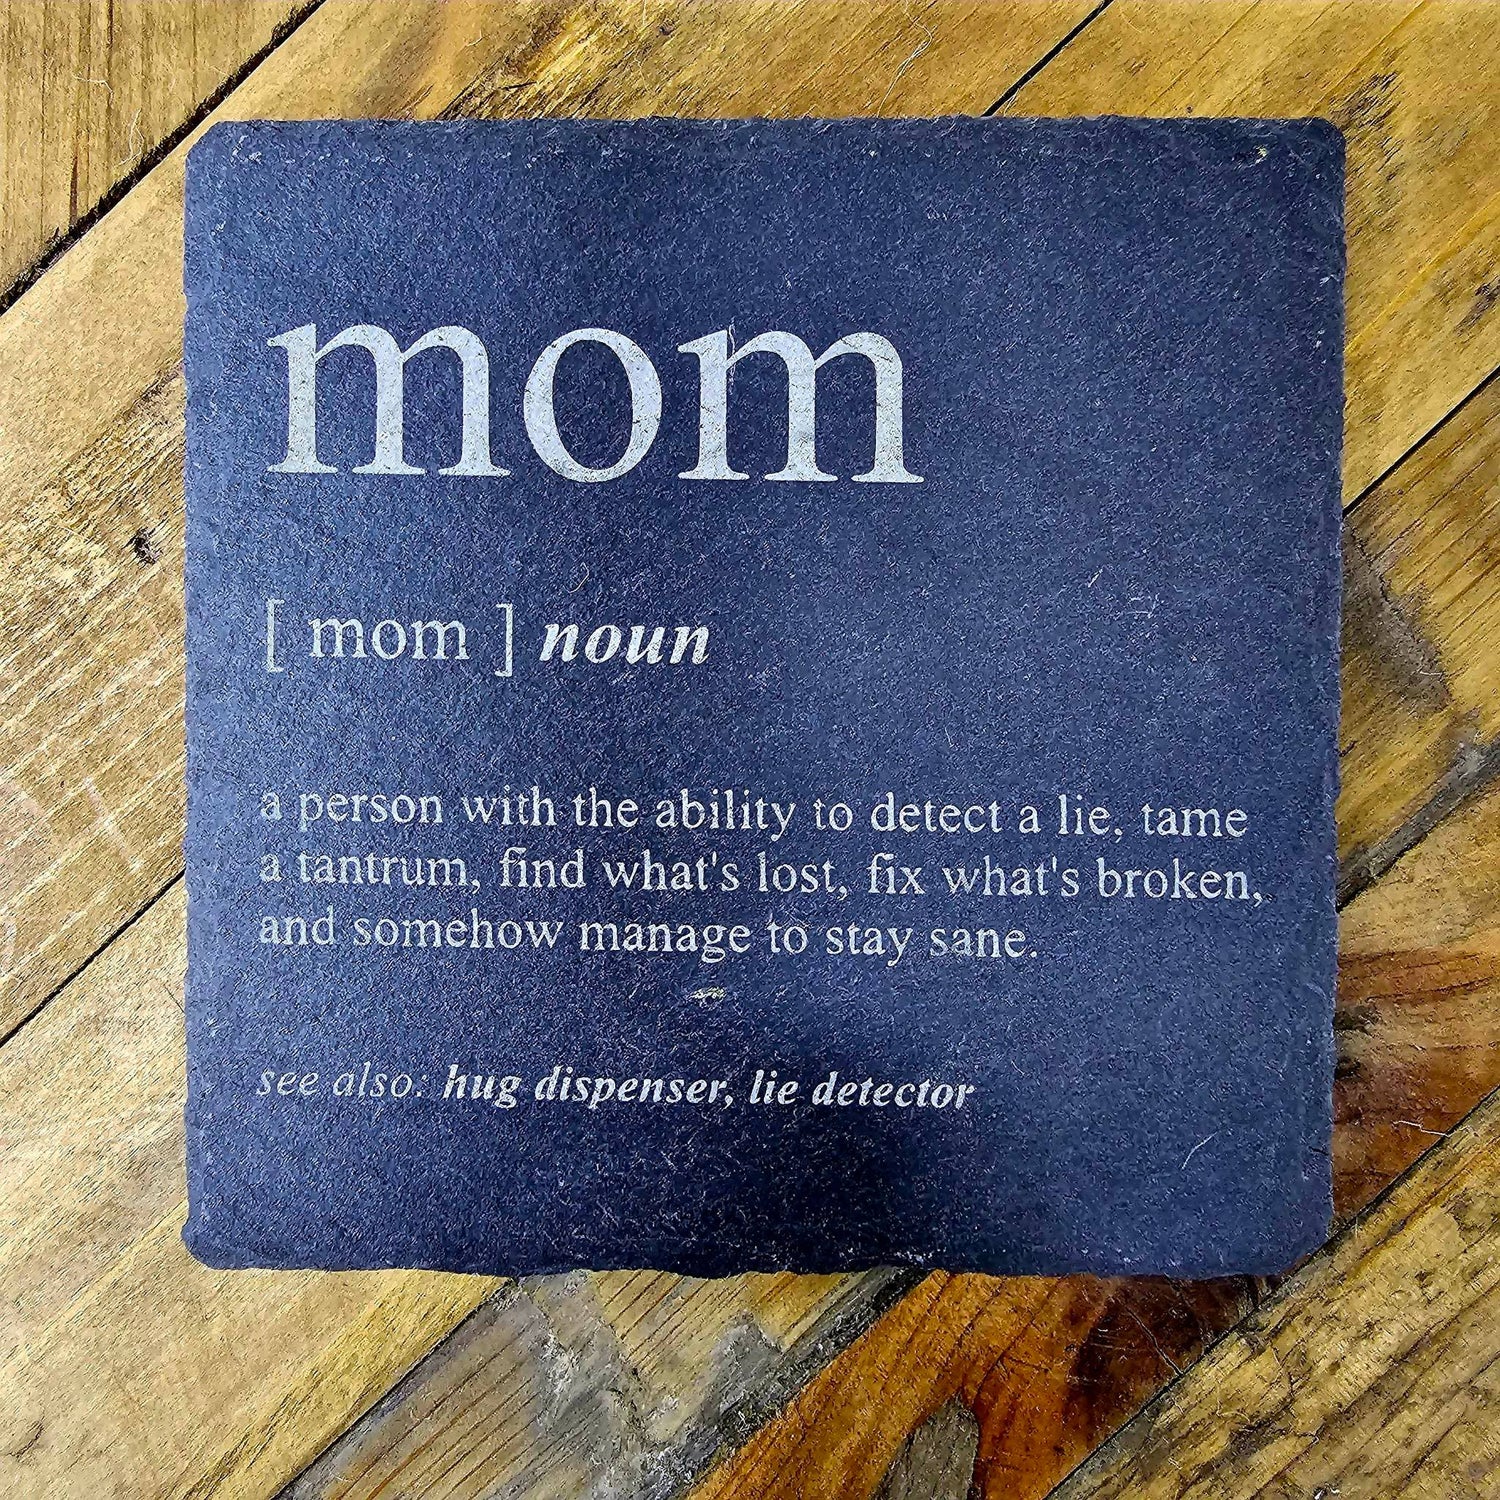 mom
[ mom ] noun
a person with the ability to detect a lie, tame
a tantrum, find what's lost, fix what's broken,
and somehow manage to stay sane.
see also: hug dispenser, lie detector